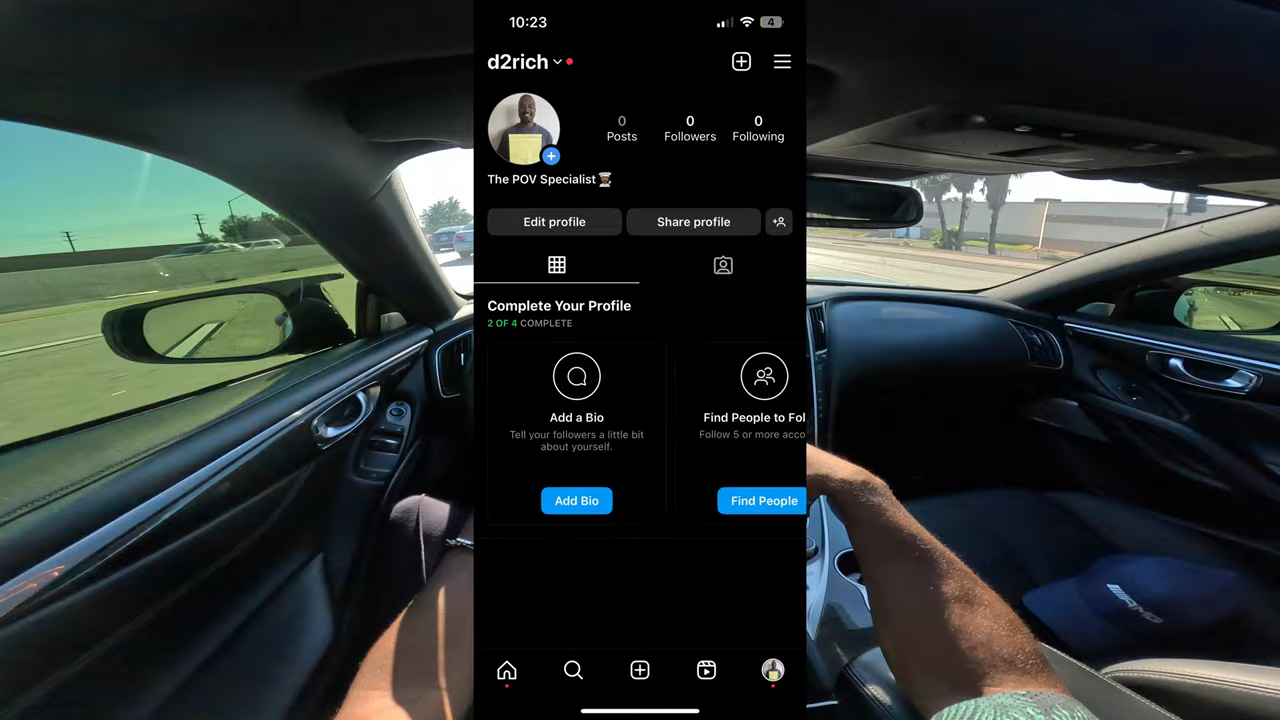 10:23
4
d2rich
0
Posts
0
Followers
0
Following
The POV Specialist👨🏾‍🍳
Edit profile
Share profile
Complete Your Profile
2 OF 4 COMPLETE
Add a Bio
Tell your followers a little bit
about yourself.
Add Bio
Find People to Fol
Follow 5 or more acco
Find People
AMG